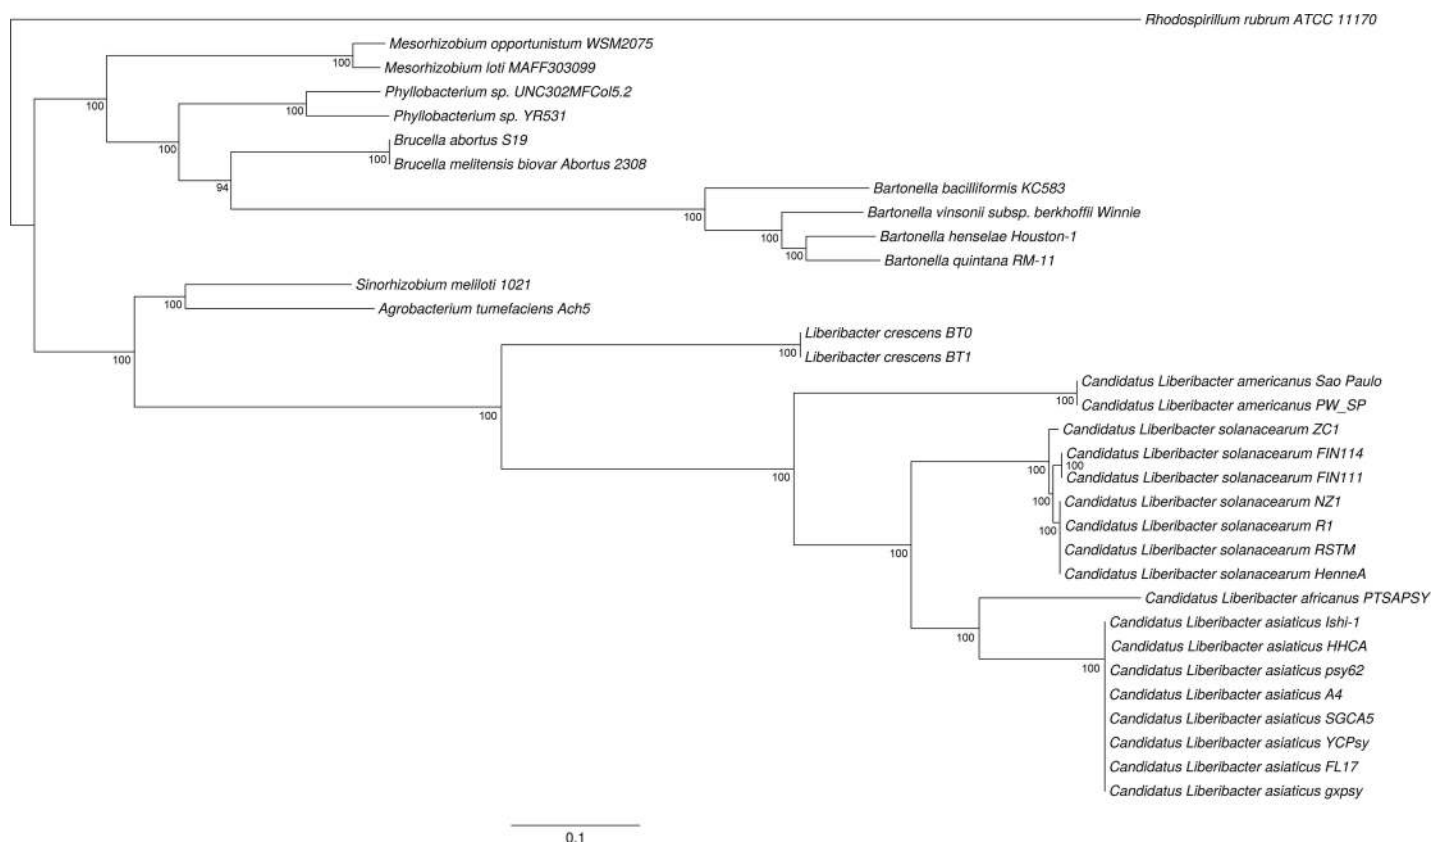 Rhodospirillum rubrum ATCC 11170
Mesorhizobium opportunistum WSM2075
100
Mesorhizobium loti MAFF303099
Phyllobacterium sp. UNC302MFCol5.2
100
100
Phyllobacterium sp. YR531
Brucella abortus S19
100
100
Brucella melitensis biovar Abortus 2308
94
Bartonella bacilliformis KC583
Bartonella vinsonii subsp. berkhoffii Winnie
100
Bartonella henselae Houston-1
100
100
Bartonella quintana RM-11
Sinorhizobium meliloti 1021
100
Agrobacterium tumefaciens Ach5
Liberibacter crescens BT0
100
100
Liberibacter crescens BT1
Candidatus Liberibacter americanus Sao Paulo
100
Candidatus Liberibacter americanus PW_SP
100
Candidatus Liberibacter solanacearum ZC1
Candidatus Liberibacter solanacearum FIN114
100
100
100
Candidatus Liberibacter solanacearum FIN111
Candidatus Liberibacter solanacearum NZ1
100
Candidatus Liberibacter solanacearum R1
100
Candidatus Liberibacter solanacearum RSTM
100
Candidatus Liberibacter solanacearum HenneA
Candidatus Liberibacter africanus PTSAPSY
Candidatus Liberibacter asiaticus Ishi-1
100
Candidatus Liberibacter asiaticus HHCA
100
Candidatus Liberibacter asiaticus psy62
Candidatus Liberibacter asiaticus A4
Candidatus Liberibacter asiaticus SGCA5
Candidatus Liberibacter asiaticus YCPsy
Candidatus Liberibacter asiaticus FL17
Candidatus Liberibacter asiaticus gxpsy
0.1